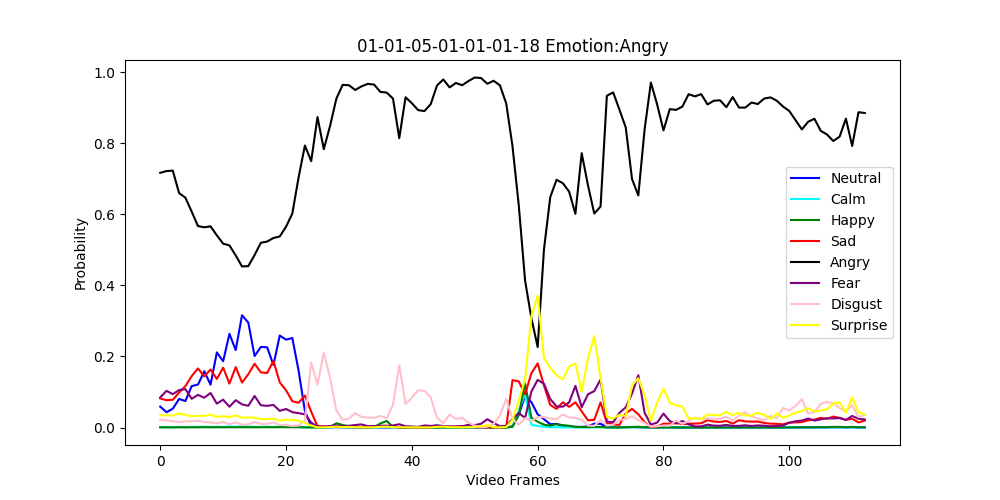 01-01-05-01-01-01-18 Emotion:Angry
Probability
1.0
0.8
0.6
0.4
0.2
0.0
0
20
40
60
80
100
Video Frames
Neutral
Calm
Happy
Sad
Angry
Fear
Disgust
Surprise